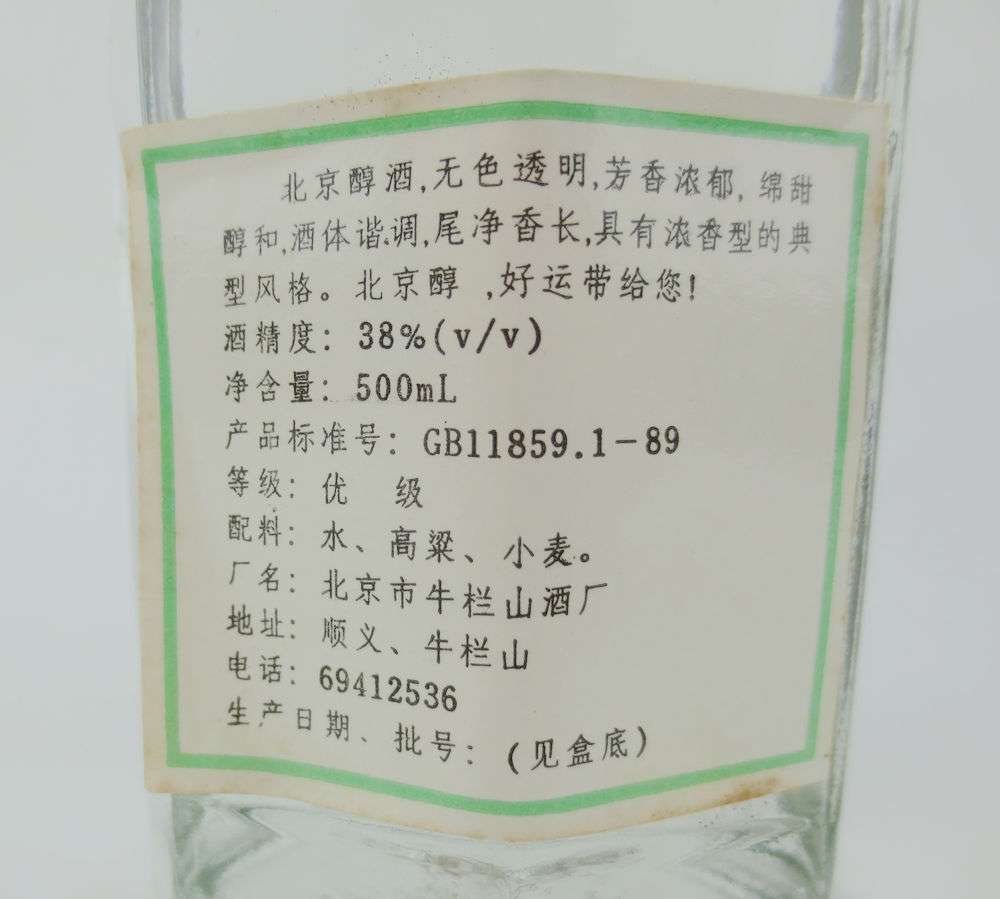 北京醇酒,无色透明,芳香浓郁,绵甜
醇和,酒体谐调,尾净香长,具有浓香型的典
型风格。北京醇 ,好运带给您!
酒精度: 38%(v/v)
净含量: 500mL
产品标准号: GB11859.1-89
等级: 优 级
配料: 水、高粱、小麦。
厂名: 北京市牛栏山酒厂
地址: 顺义、牛栏山
电话: 69412536
生产日期、批号: (见盒底)